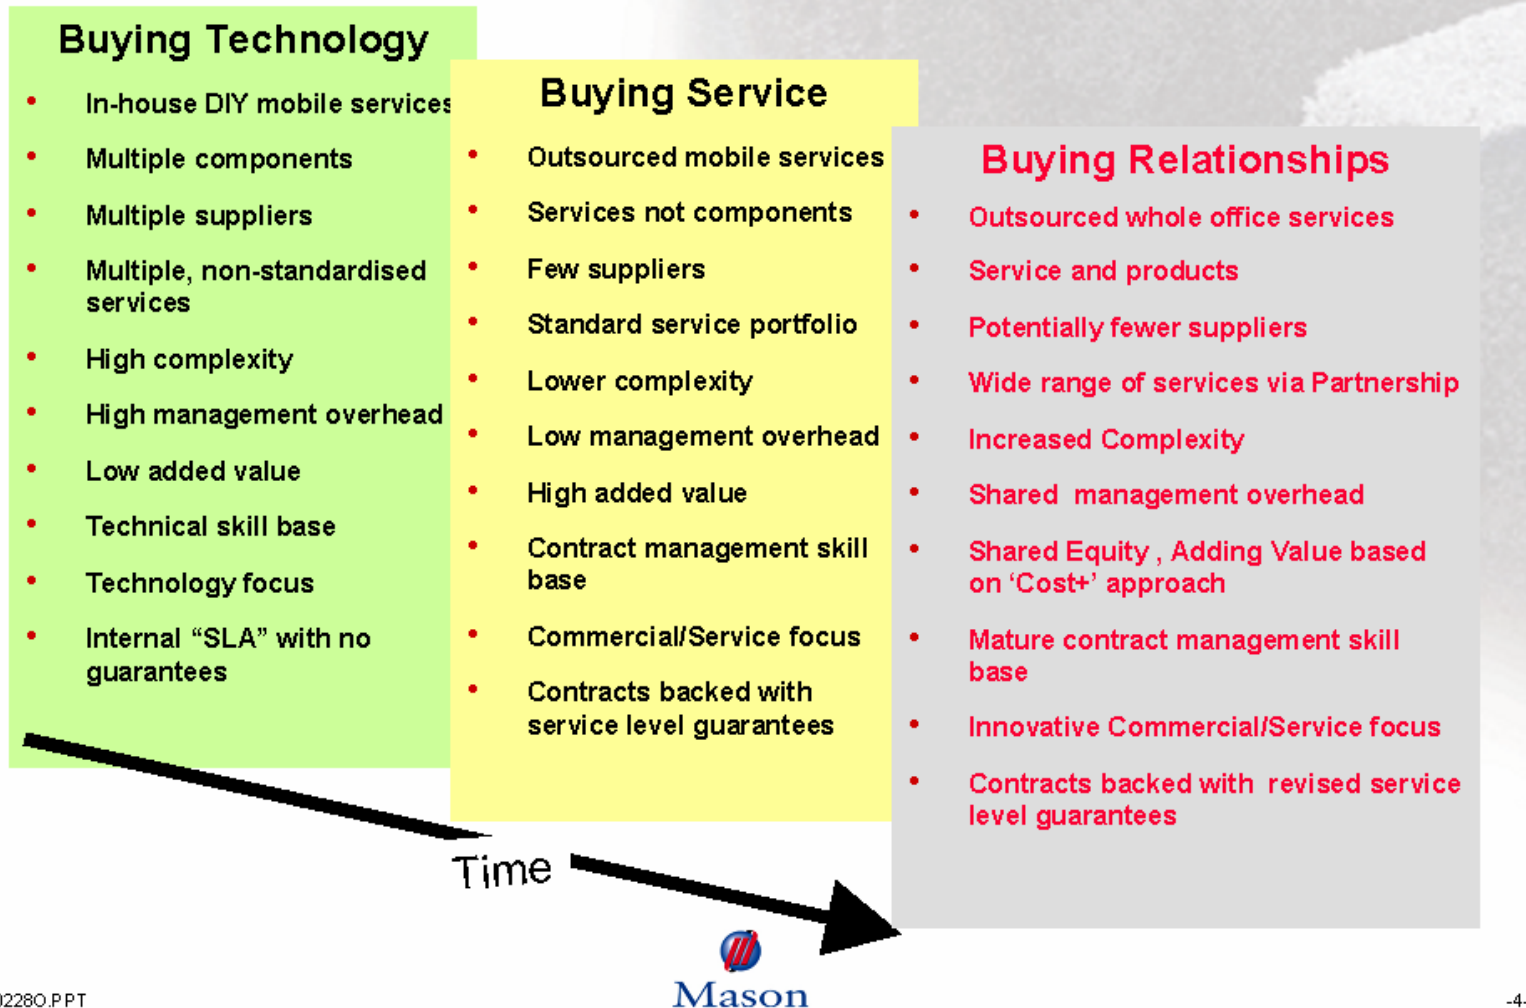 Buying Technology
• In-house DIY mobile services
• Multiple components
• Multiple suppliers
• Multiple, non-standardised
services
• High complexity
• High management overhead
• Low added value
• Technical skill base
• Technology focus
• Internal “SLA” with no
guarantees
Buying Service
• Outsourced mobile services
• Services not components
• Few suppliers
• Standard service portfolio
• Lower complexity
• Low management overhead
• High added value
• Contract management skill
base
• Commercial/Service focus
• Contracts backed with
service level guarantees
Buying Relationships
• Outsourced whole office services
• Service and products
• Potentially fewer suppliers
• Wide range of services via Partnership
• Increased Complexity
• Shared  management overhead
• Shared Equity , Adding Value based
on ‘Cost+’ approach
• Mature contract management skill
base
• Innovative Commercial/Service focus
• Contracts backed with  revised service
level guarantees
Time
Mason
-4-